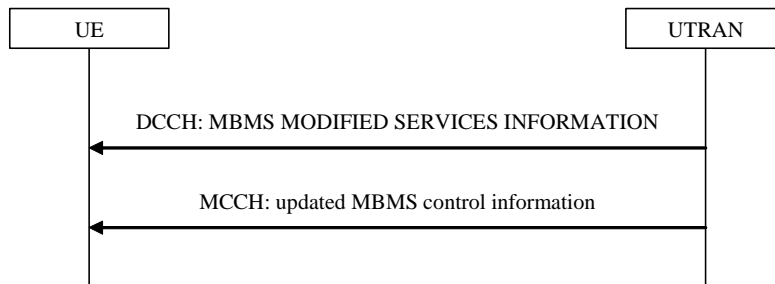 UE
UTRAN
DCCH: MBMS MODIFIED SERVICES INFORMATION
MCCH: updated MBMS control information